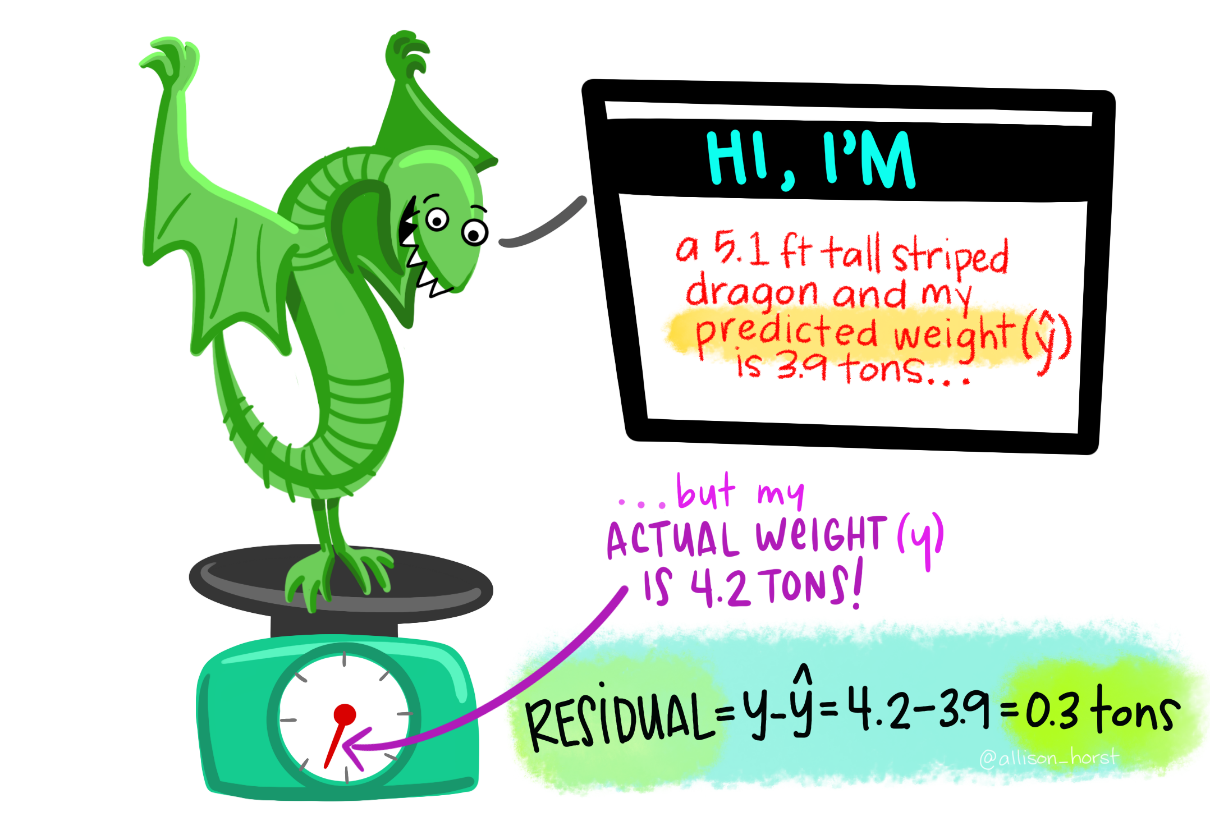 HI, I'M
a 5.1 ft tall striped
dragon and my
predicted weight (ŷ)
is 3.9 tons...
...but my
ACTUAL WEIGHT (y)
IS 4.2 TONS!
RESIDUAL = y-ŷ = 4.2-3.9 = 0.3 tons
@allison_horst